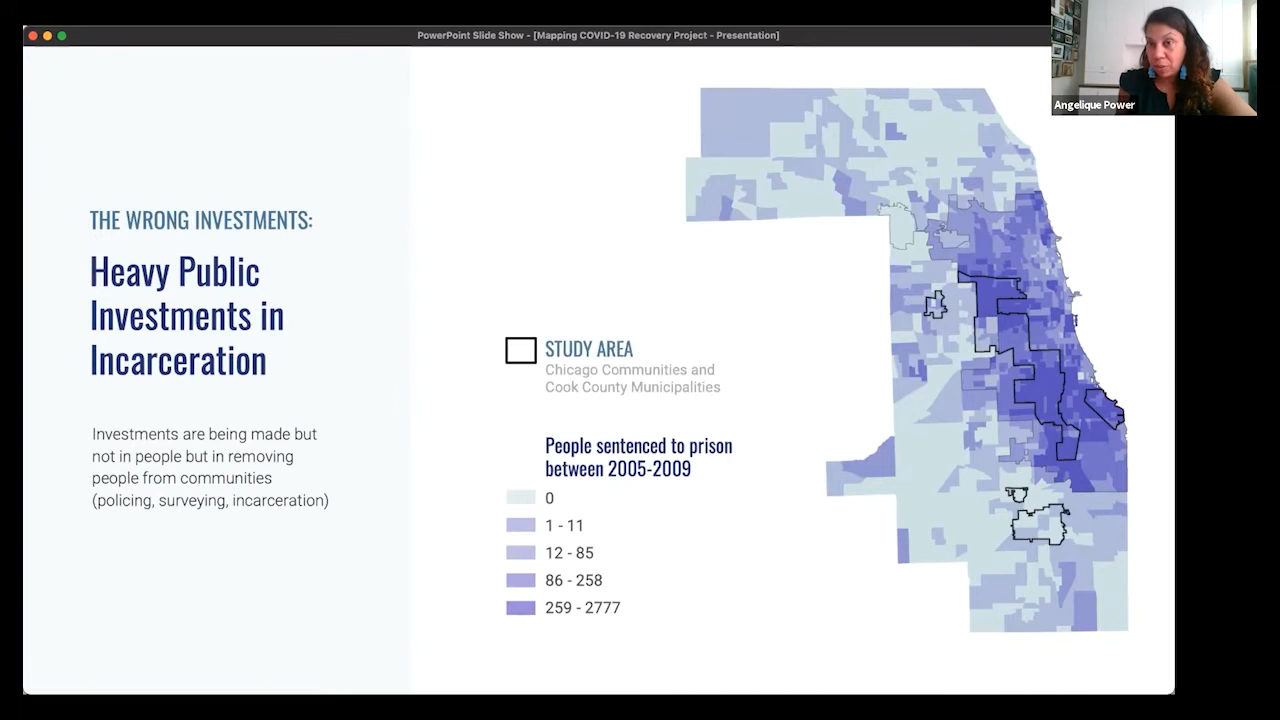 PowerPoint Slide Show - [Mapping COVID-19 Recovery Project - Presentation]
Angelique Power
THE WRONG INVESTMENTS:
Heavy Public
Investments in
Incarceration
Investments are being made but
not in people but in removing
people from communities
(policing, surveying, incarceration)
STUDY AREA
Chicago Communities and
Cook County Municipalities
People sentenced to prison
between 2005-2009
0
1 - 11
12 - 85
86 - 258
259 - 2777